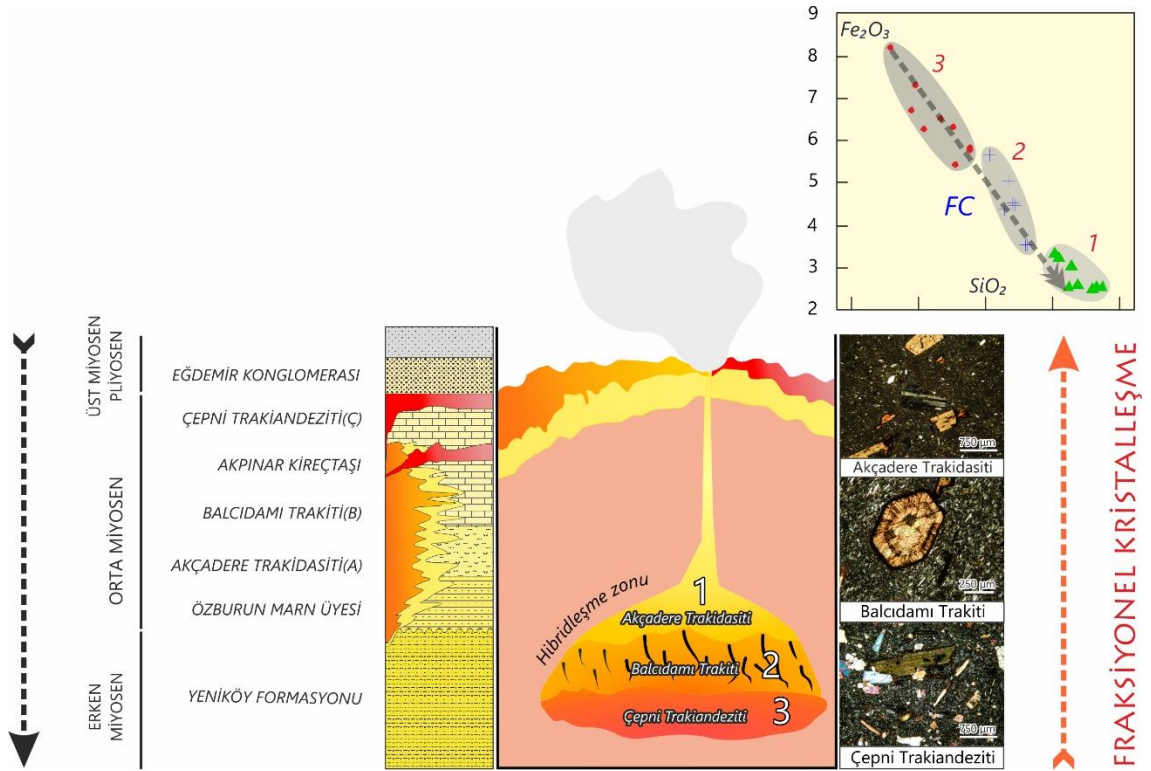 9
8
7
6
5
4
3
2
Fe₂O₃
3
2
FC
1
SiO₂
ÜST MİYOSEN
PLİYOSEN
ORTA MİYOSEN
ERKEN
MİYOSEN
EĞDEMİR KONGLOMERASI
ÇEPNİ TRAKİANDEZİTİ(Ç)
AKPINAR KİREÇTAŞI
BALCIDAMI TRAKİTİ(B)
AKÇADERE TRAKİDASİTİ(A)
ÖZBURUN MARN ÜYESİ
YENİKÖY FORMASYONU
Hibridleşme zonu
1
Akçadere Trakidasiti
Balcıdamı Trakiti
2
Çepni Trakiandeziti
3
750 µm
Akçadere Trakidasiti
250 µm
Balcıdamı Trakiti
750 µm
Çepni Trakiandeziti
FRAKSİYONEL KRİSTALLEŞME